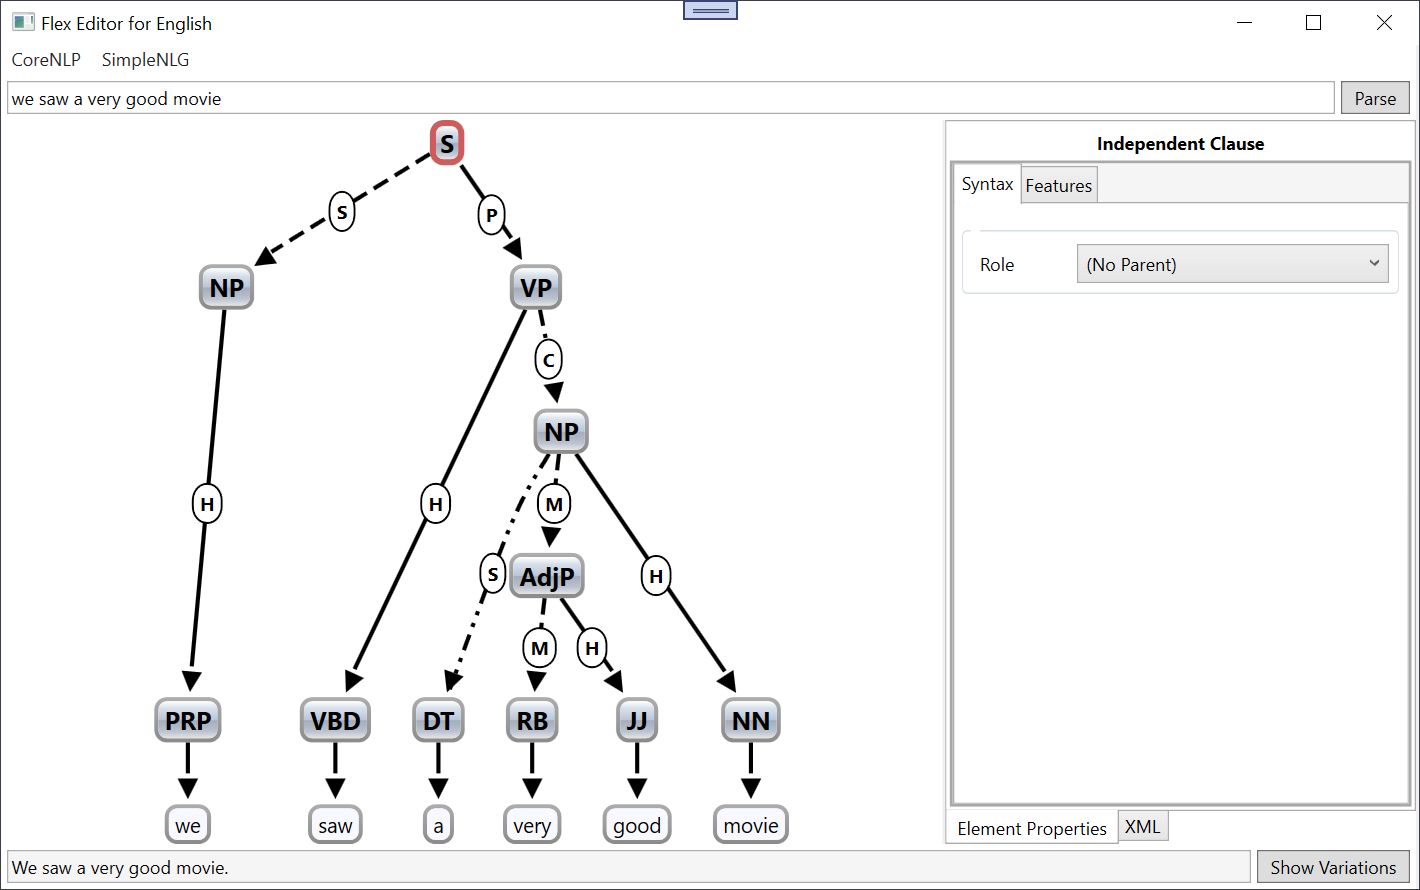 Flex Editor for English
CoreNLP SimpleNLG
we saw a very good movie Parse
S
Independent Clause
Syntax Features
S P
Role (No Parent)
NP VP
C
NP
H H M
S AdjP H
M H
PRP VBD DT RB JJ NN
we saw a very good movie
Element Properties XML
We saw a very good movie. Show Variations